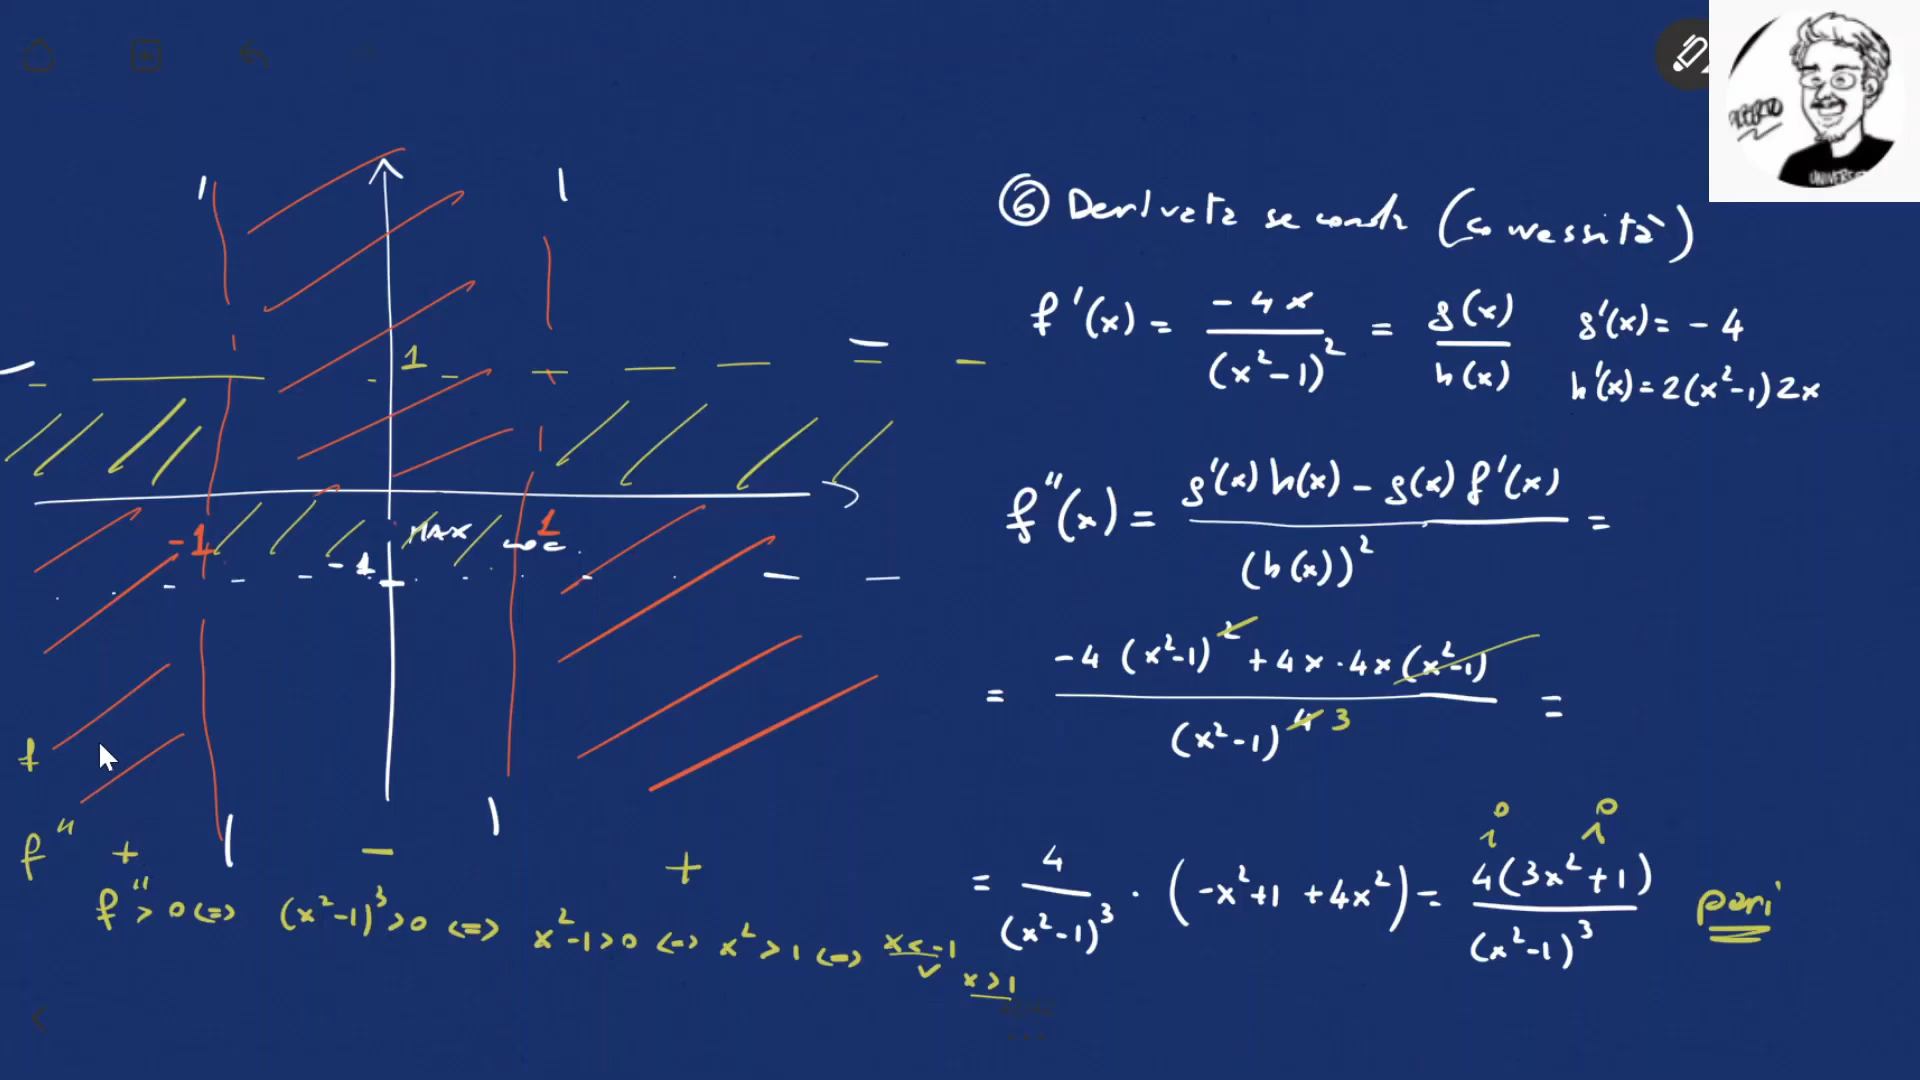 ⑥ Derivata seconda (convessità)
f'(x) = -4x / (x²-1)² = g(x) / h(x) g'(x) = -4
h'(x) = 2(x²-1)2x
f"(x) = g'(x) h(x) - g(x) f'(x) / (h(x))² =
= -4 (x²-1)² + 4x · 4x (x²-1) / (x²-1)⁴ 3 =
= 4 / (x²-1)³ · (-x²+1 +4x²) = 4(3x²+1) / (x²-1)³ pari
1
-1
1
MAX
LOC
-1
f
f" + - +
f" > 0 <=> (x²-1)³ > 0 <=> x²-1 > 0 <=> x² > 1 <=> x < -1 ∨ x > 1